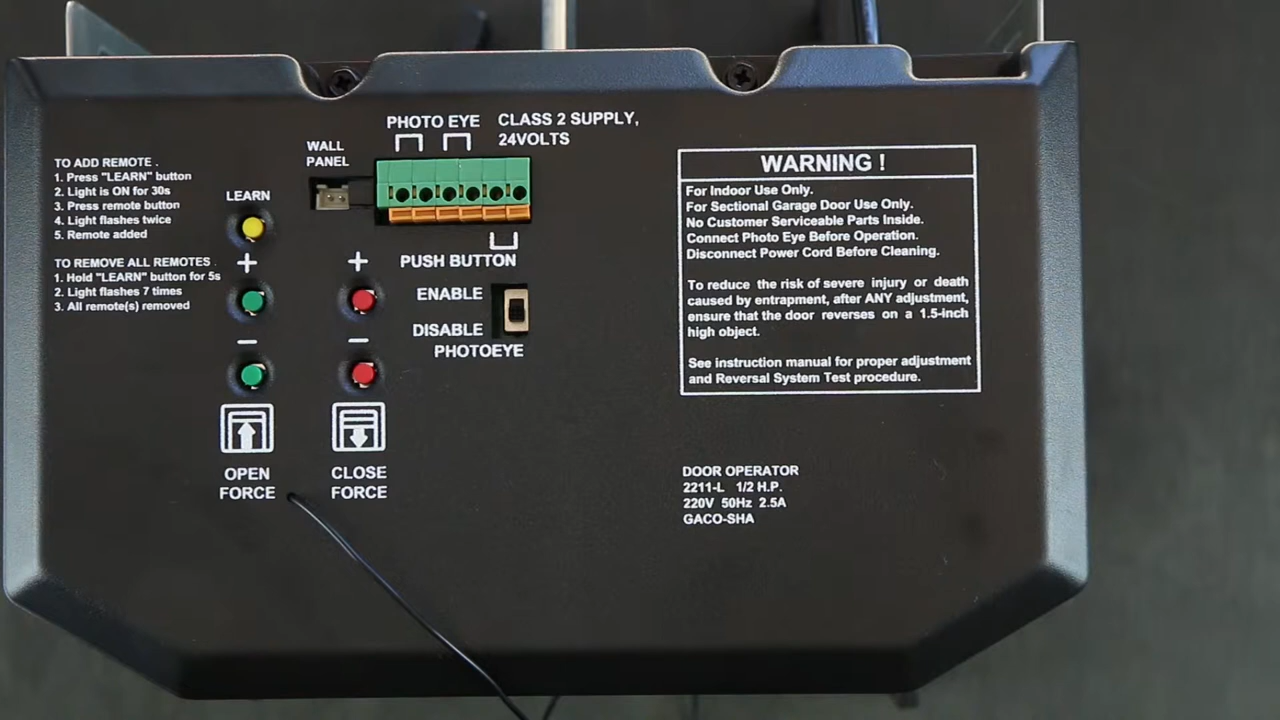 PHOTO EYE
CLASS 2 SUPPLY,
24VOLTS
WALL
PANEL
TO ADD REMOTE .
1. Press "LEARN" button
2. Light is ON for 30s
3. Press remote button
4. Light flashes twice
5. Remote added
TO REMOVE ALL REMOTES .
1. Hold "LEARN" button for 5s
2. Light flashes 7 times
3. All remote(s) removed
LEARN
+
+
−
−
OPEN
FORCE
CLOSE
FORCE
PUSH BUTTON
ENABLE
DISABLE
PHOTOEYE
WARNING !
For Indoor Use Only.
For Sectional Garage Door Use Only.
No Customer Serviceable Parts Inside.
Connect Photo Eye Before Operation.
Disconnect Power Cord Before Cleaning.
To reduce the risk of severe injury or death
caused by entrapment, after ANY adjustment,
ensure that the door reverses on a 1.5-inch
high object.
See instruction manual for proper adjustment
and Reversal System Test procedure.
DOOR OPERATOR
2211-L 1/2 H.P.
220V 50Hz 2.5A
GACO-SHA